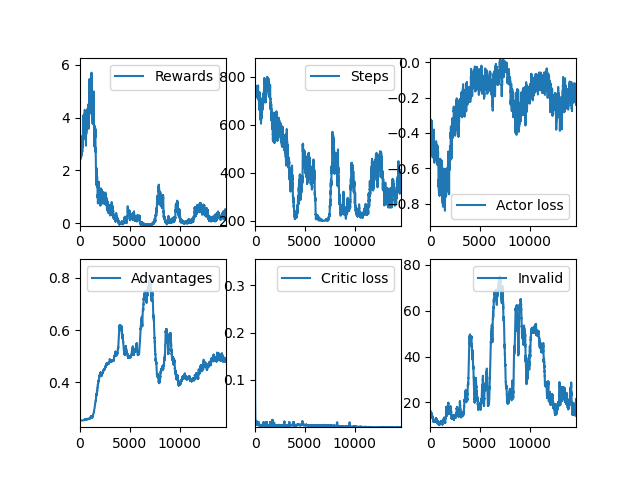 Rewards
6
4
2
0
0 5000 10000
Steps
800
600
400
200
0 5000 10000
Actor loss
0.0
−0.2
−0.4
−0.6
−0.8
0 5000 10000
Advantages
0.8
0.6
0.4
0 5000 10000
Critic loss
0.3
0.2
0.1
0 5000 10000
Invalid
80
60
40
20
0 5000 10000